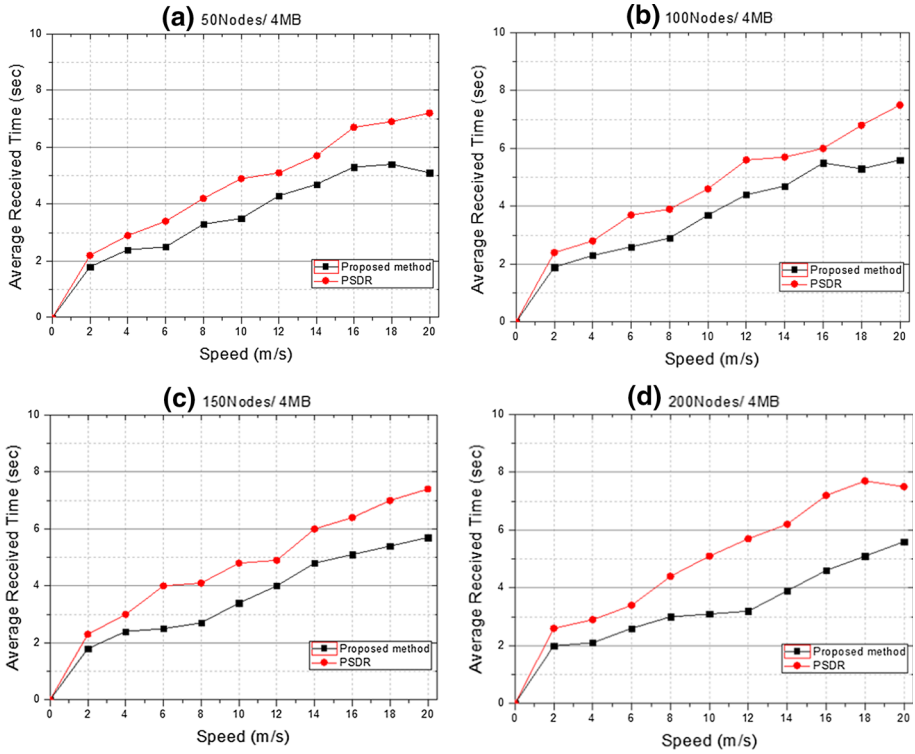 (a) 50Nodes/ 4MB
10
8
6
4
2
0
Average Received Time (sec)
Proposed method
PSDR
0 2 4 6 8 10 12 14 16 18 20
Speed (m/s)
(b) 100Nodes/ 4MB
10
8
6
4
2
0
Average Received Time (sec)
Proposed method
PSDR
0 2 4 6 8 10 12 14 16 18 20
Speed (m/s)
(c) 150Nodes/ 4MB
10
8
6
4
2
0
Average Received Time (sec)
Proposed method
PSDR
0 2 4 6 8 10 12 14 16 18 20
Speed (m/s)
(d) 200Nodes/ 4MB
10
8
6
4
2
0
Average Received Time (sec)
Proposed method
PSDR
0 2 4 6 8 10 12 14 16 18 20
Speed (m/s)